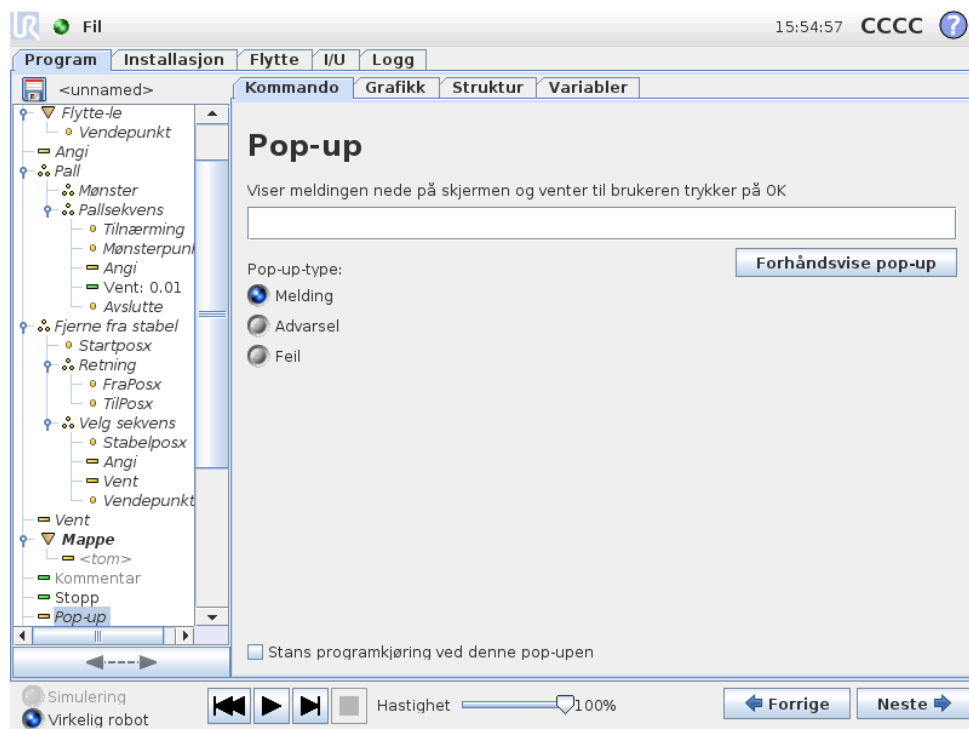 UR Fil 15:54:57 CCCC ?
Program Installasjon Flytte I/U Logg
<unnamed>
Kommando Grafikk Struktur Variabler
Flytte-le
Vendepunkt
Angi
Pall
Mønster
Pallsekvens
Tilnærming
Mønsterpun
Angi
Vent: 0.01
Avslutte
Fjerne fra stabel
Startposx
Retning
FraPosx
TilPosx
Velg sekvens
Stabelposx
Angi
Vent
Vendepunkt
Vent
Mappe
<tom>
Kommentar
Stopp
Pop-up
Pop-up
Viser meldingen nede på skjermen og venter til brukeren trykker på OK
Forhåndsvise pop-up
Pop-up-type:
Melding
Advarsel
Feil
Stans programkjøring ved denne pop-upen
Simulering
Virkelig robot
Hastighet 100%
Forrige Neste